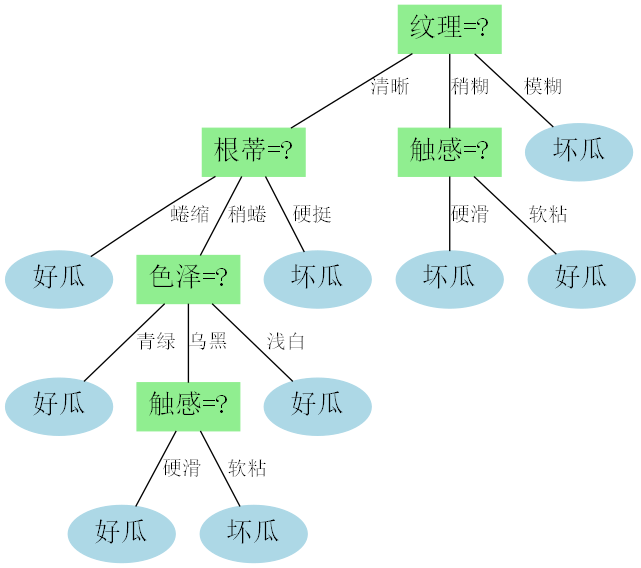 纹理=?
清晰
稍糊
模糊
根蒂=?
触感=?
坏瓜
蜷缩
稍蜷
硬挺
硬滑
软粘
好瓜
色泽=?
坏瓜
坏瓜
好瓜
青绿
乌黑
浅白
好瓜
触感=?
好瓜
硬滑
软粘
好瓜
坏瓜